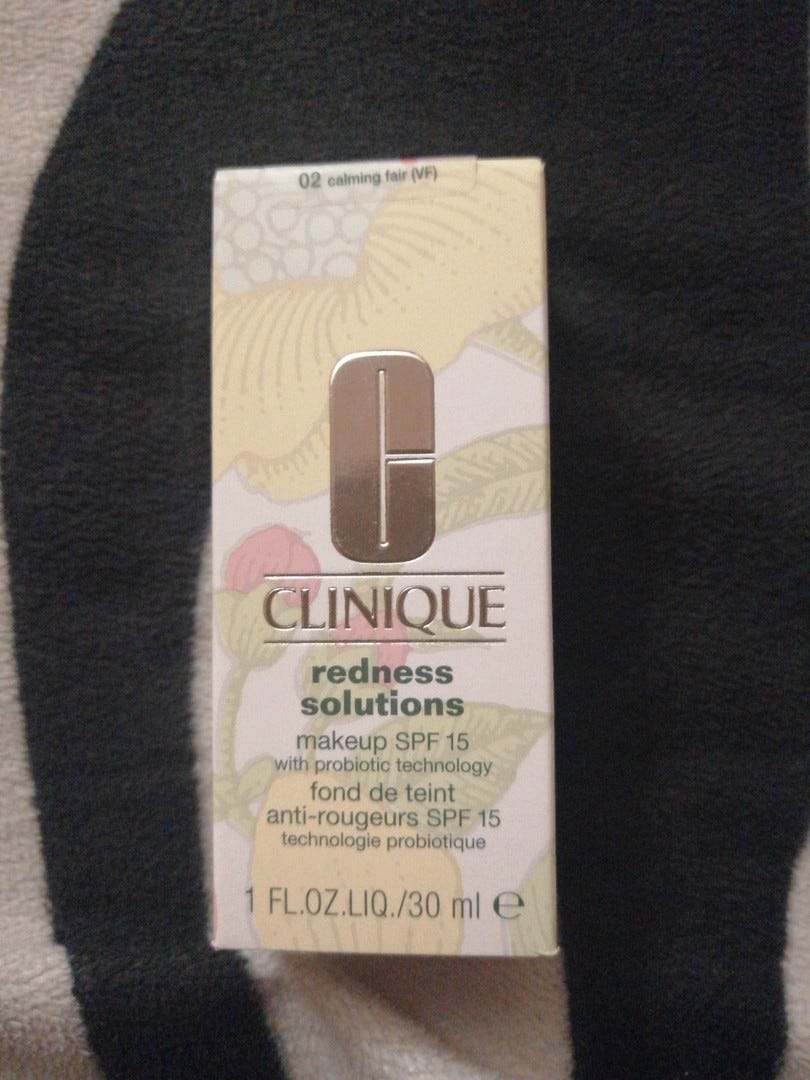 02 calming fair (VF)
CLINIQUE
redness
solutions
makeup SPF 15
with probiotic technology
fond de teint
anti-rougeurs SPF 15
technologie probiotique
1 FL.OZ.LIQ./30 ml ℮